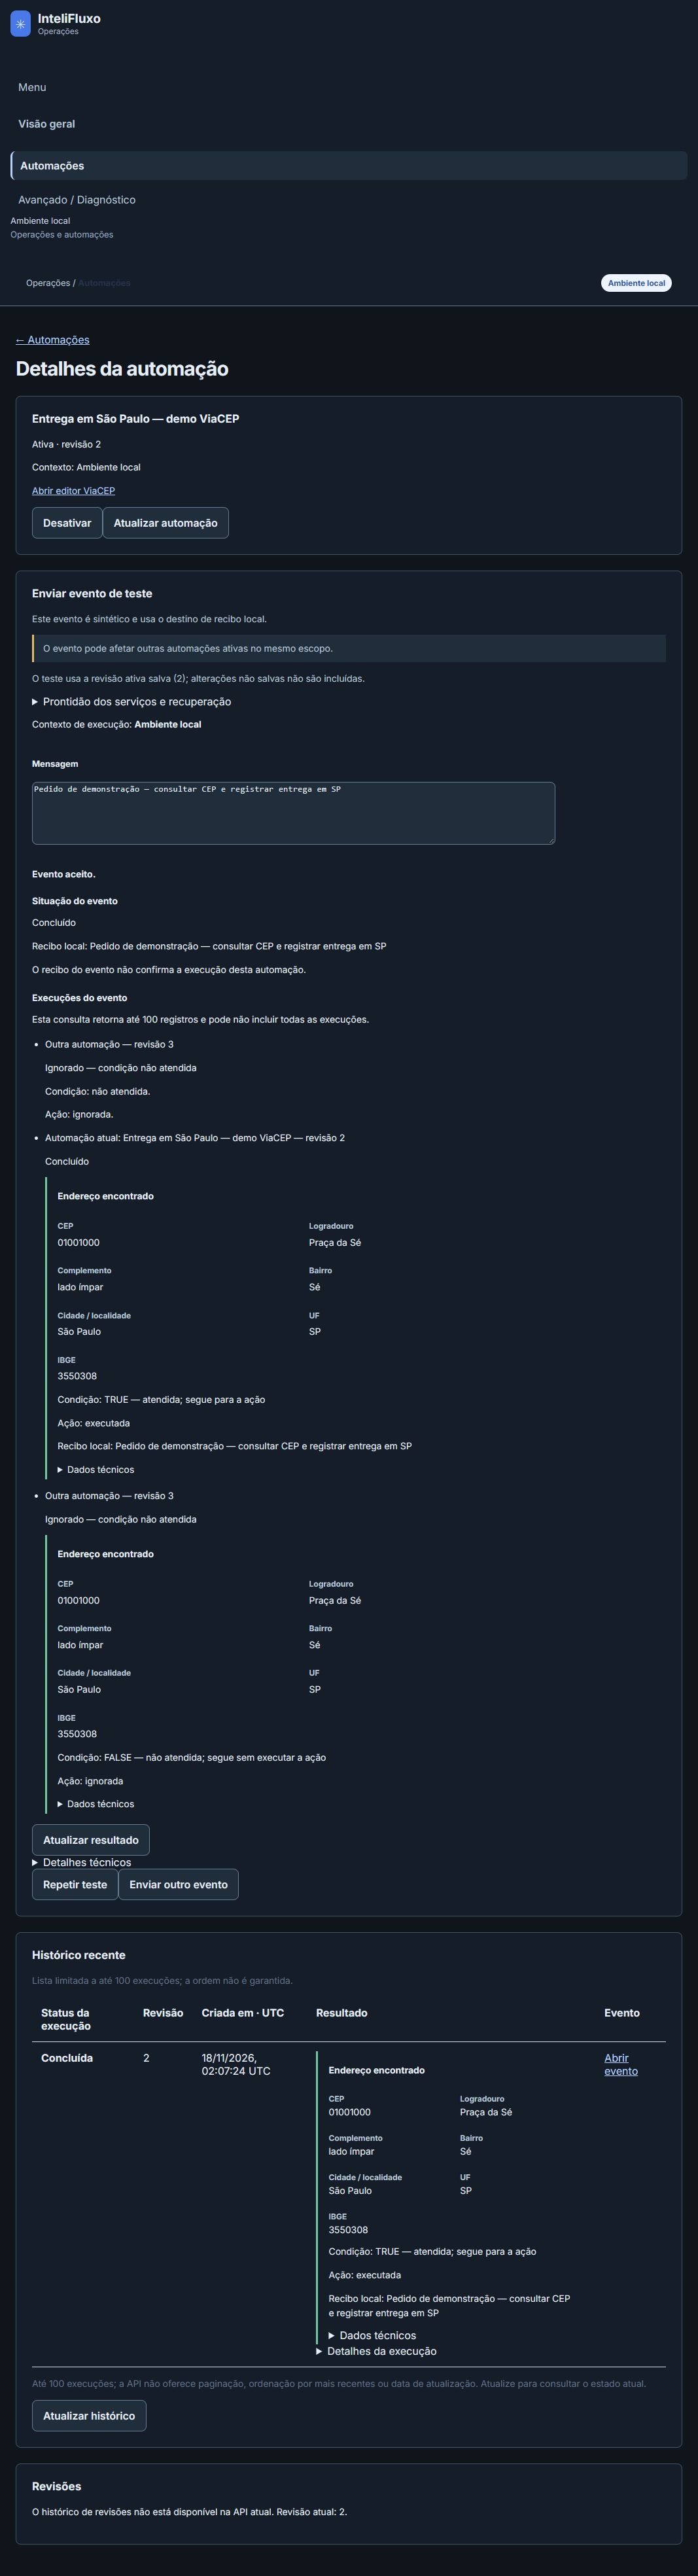 InteliFluxo
Operações
Menu
Visão geral
Automações
Avançado / Diagnóstico
Ambiente local
Operações e automações
Operações / Automações
Ambiente local
← Automações
Detalhes da automação
Entrega em São Paulo — demo ViaCEP
Ativa · revisão 2
Contexto: Ambiente local
Abrir editor ViaCEP
Desativar
Atualizar automação
Enviar evento de teste
Este evento é sintético e usa o destino de recibo local.
O evento pode afetar outras automações ativas no mesmo escopo.
O teste usa a revisão ativa salva (2); alterações não salvas não são incluídas.
▶ Prontidão dos serviços e recuperação
Contexto de execução: Ambiente local
Mensagem
Pedido de demonstração — consultar CEP e registrar entrega em SP
Evento aceito.
Situação do evento
Concluído
Recibo local: Pedido de demonstração — consultar CEP e registrar entrega em SP
O recibo do evento não confirma a execução desta automação.
Execuções do evento
Esta consulta retorna até 100 registros e pode não incluir todas as execuções.
• Outra automação — revisão 3
Ignorado — condição não atendida
Condição: não atendida.
Ação: ignorada.
• Automação atual: Entrega em São Paulo — demo ViaCEP — revisão 2
Concluído
Endereço encontrado
CEP Logradouro
01001000 Praça da Sé
Complemento Bairro
lado ímpar Sé
Cidade / localidade UF
São Paulo SP
IBGE
3550308
Condição: TRUE — atendida; segue para a ação
Ação: executada
Recibo local: Pedido de demonstração — consultar CEP e registrar entrega em SP
▶ Dados técnicos
• Outra automação — revisão 3
Ignorado — condição não atendida
Endereço encontrado
CEP Logradouro
01001000 Praça da Sé
Complemento Bairro
lado ímpar Sé
Cidade / localidade UF
São Paulo SP
IBGE
3550308
Condição: FALSE — não atendida; segue sem executar a ação
Ação: ignorada
▶ Dados técnicos
Atualizar resultado
▶ Detalhes técnicos
Repetir teste
Enviar outro evento
Histórico recente
Lista limitada a até 100 execuções; a ordem não é garantida.
Status da execução Revisão Criada em · UTC Resultado Evento
Concluída 2 18/11/2026, 02:07:24 UTC
Endereço encontrado
CEP Logradouro
01001000 Praça da Sé
Complemento Bairro
lado ímpar Sé
Cidade / localidade UF
São Paulo SP
IBGE
3550308
Condição: TRUE — atendida; segue para a ação
Ação: executada
Recibo local: Pedido de demonstração — consultar CEP
e registrar entrega em SP
▶ Dados técnicos
▶ Detalhes da execução
Abrir
evento
Até 100 execuções; a API não oferece paginação, ordenação por mais recentes ou data de atualização. Atualize para consultar o estado atual.
Atualizar histórico
Revisões
O histórico de revisões não está disponível na API atual. Revisão atual: 2.